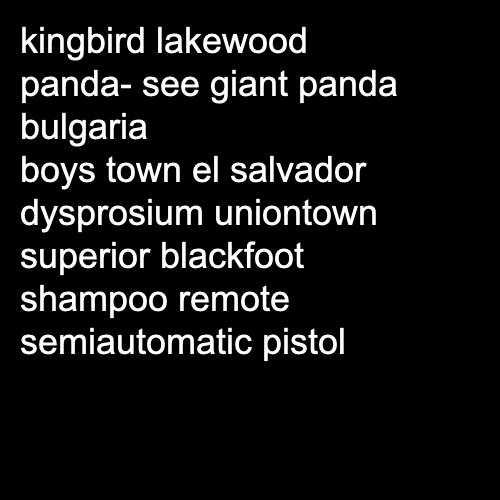 kingbird lakewood
panda- see giant panda
bulgaria
boys town el salvador
dysprosium uniontown
superior blackfoot
shampoo remote
semiautomatic pistol